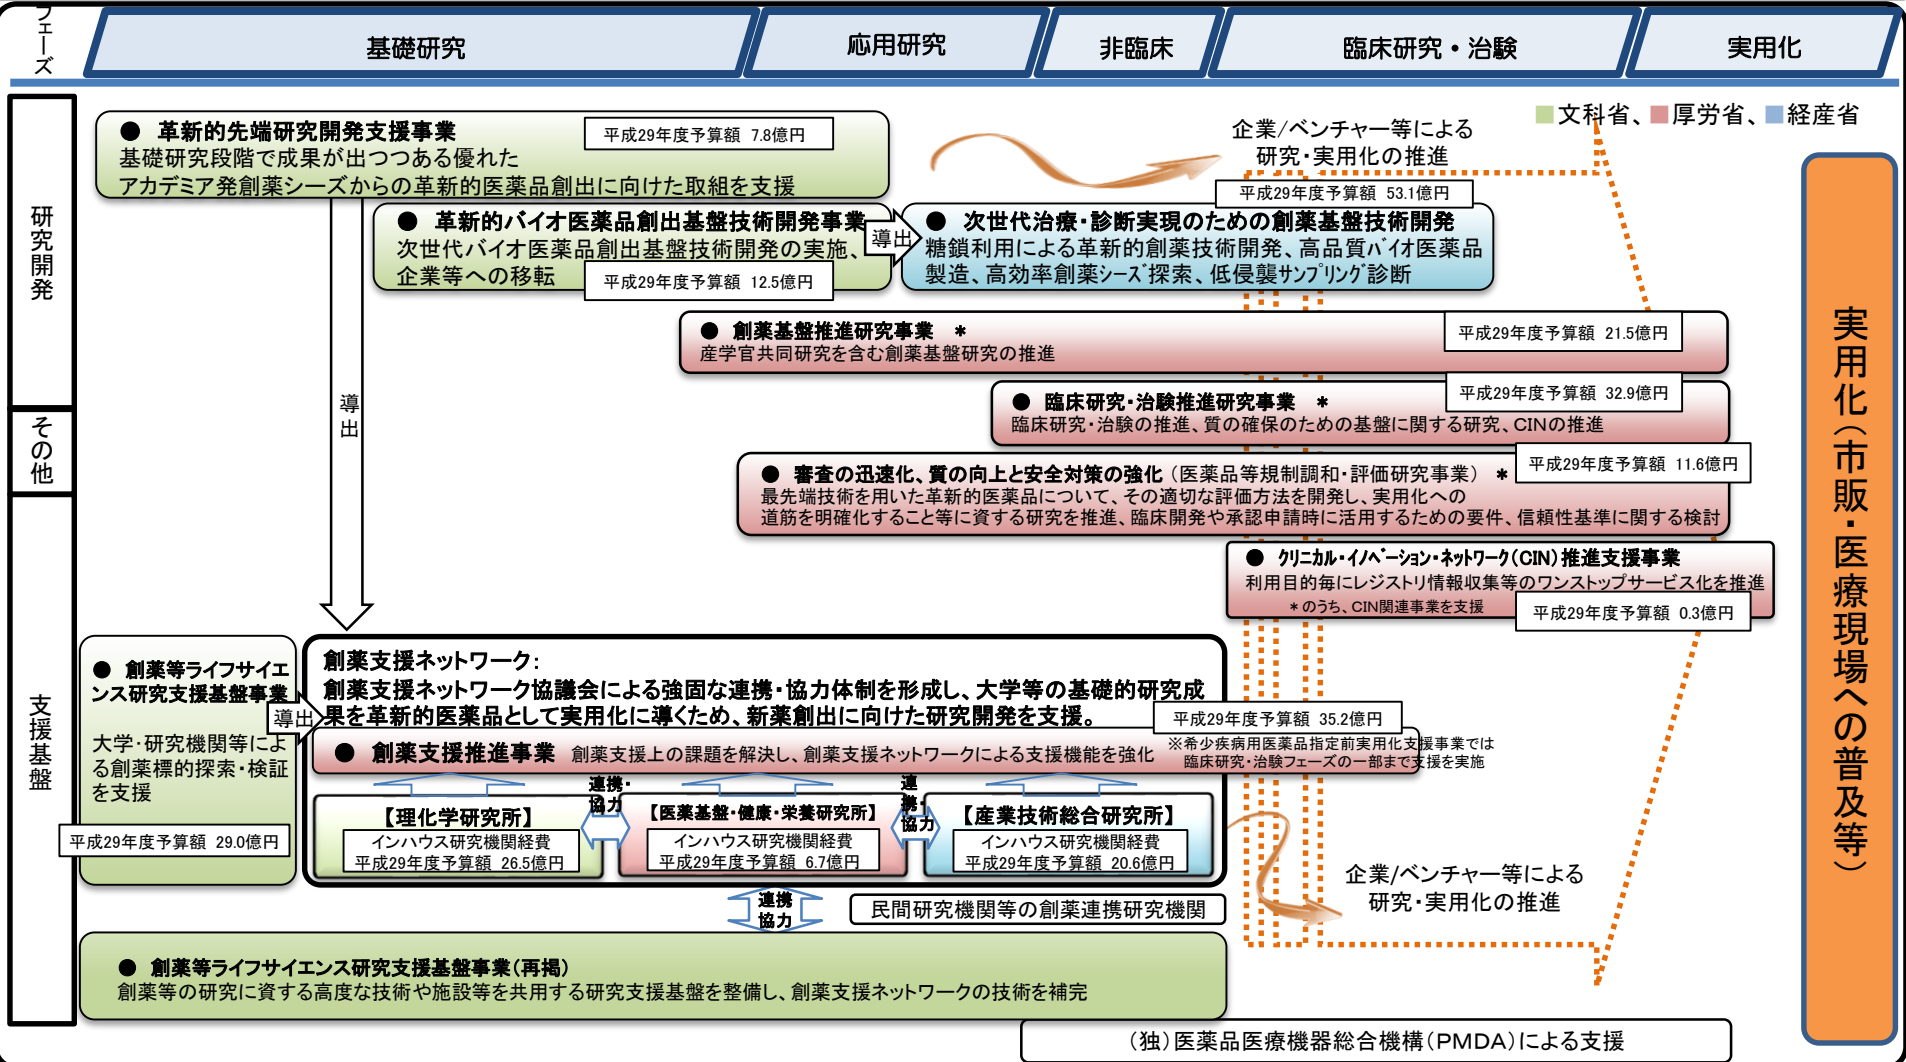 フェーズ
基礎研究
応用研究
非臨床
臨床研究・治験
実用化
文科省、厚労省、経産省
研究開発
● 革新的先端研究開発支援事業
平成29年度予算額 7.8億円
基礎研究段階で成果が出つつある優れた
アカデミア発創薬シーズからの革新的医薬品創出に向けた取組を支援
企業/ベンチャー等による
研究・実用化の推進
● 革新的バイオ医薬品創出基盤技術開発事業
次世代バイオ医薬品創出基盤技術開発の実施、
企業等への移転
平成29年度予算額 12.5億円
導出
平成29年度予算額 53.1億円
● 次世代治療・診断実現のための創薬基盤技術開発
糖鎖利用による革新的創薬技術開発、高品質バイオ医薬品
製造、高効率創薬シーズ探索、低侵襲サンプリング診断
● 創薬基盤推進研究事業 *
平成29年度予算額 21.5億円
産学官共同研究を含む創薬基盤研究の推進
導出
● 臨床研究・治験推進研究事業 *
平成29年度予算額 32.9億円
臨床研究・治験の推進、質の確保のための基盤に関する研究、CINの推進
その他
● 審査の迅速化、質の向上と安全対策の強化(医薬品等規制調和・評価研究事業) *
平成29年度予算額 11.6億円
最先端技術を用いた革新的医薬品について、その適切な評価方法を開発し、実用化への
道筋を明確化すること等に資する研究を推進、臨床開発や承認申請時に活用するための要件、信頼性基準に関する検討
● クリニカル・イノベーション・ネットワーク(CIN)推進支援事業
利用目的毎にレジストリ情報収集等のワンストップサービス化を推進
*のうち、CIN関連事業を支援
平成29年度予算額 0.3億円
支援基盤
● 創薬等ライフサイエ
ンス研究支援基盤事業
大学・研究機関等によ
る創薬標的探索・検証
を支援
平成29年度予算額 29.0億円
導出
創薬支援ネットワーク:
創薬支援ネットワーク協議会による強固な連携・協力体制を形成し、大学等の基礎的研究成
果を革新的医薬品として実用化に導くため、新薬創出に向けた研究開発を支援。
平成29年度予算額 35.2億円
● 創薬支援推進事業 創薬支援上の課題を解決し、創薬支援ネットワークによる支援機能を強化
※希少疾病用医薬品指定前実用化支援事業では
臨床研究・治験フェーズの一部まで支援を実施
連携・
協力
連携・
協力
【理化学研究所】
インハウス研究機関経費
平成29年度予算額 26.5億円
【医薬基盤・健康・栄養研究所】
インハウス研究機関経費
平成29年度予算額 6.7億円
【産業技術総合研究所】
インハウス研究機関経費
平成29年度予算額 20.6億円
企業/ベンチャー等による
研究・実用化の推進
連携
協力
民間研究機関等の創薬連携研究機関
● 創薬等ライフサイエンス研究支援基盤事業(再掲)
創薬等の研究に資する高度な技術や施設等を共用する研究支援基盤を整備し、創薬支援ネットワークの技術を補完
(独)医薬品医療機器総合機構(PMDA)による支援
実用化(市販・医療現場への普及等)